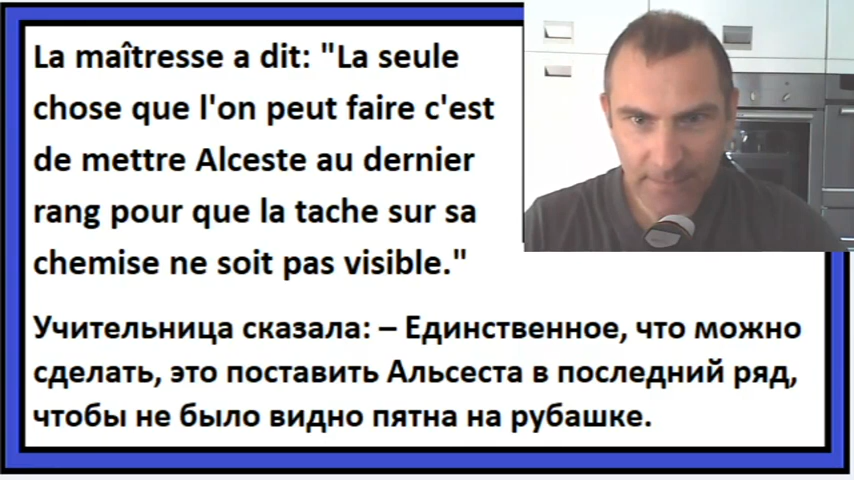 La maîtresse a dit: "La seule
chose que l'on peut faire c'est
de mettre Alceste au dernier
rang pour que la tache sur sa
chemise ne soit pas visible."
Учительница сказала: – Единственное, что можно
сделать, это поставить Альсеста в последний ряд,
чтобы не было видно пятна на рубашке.